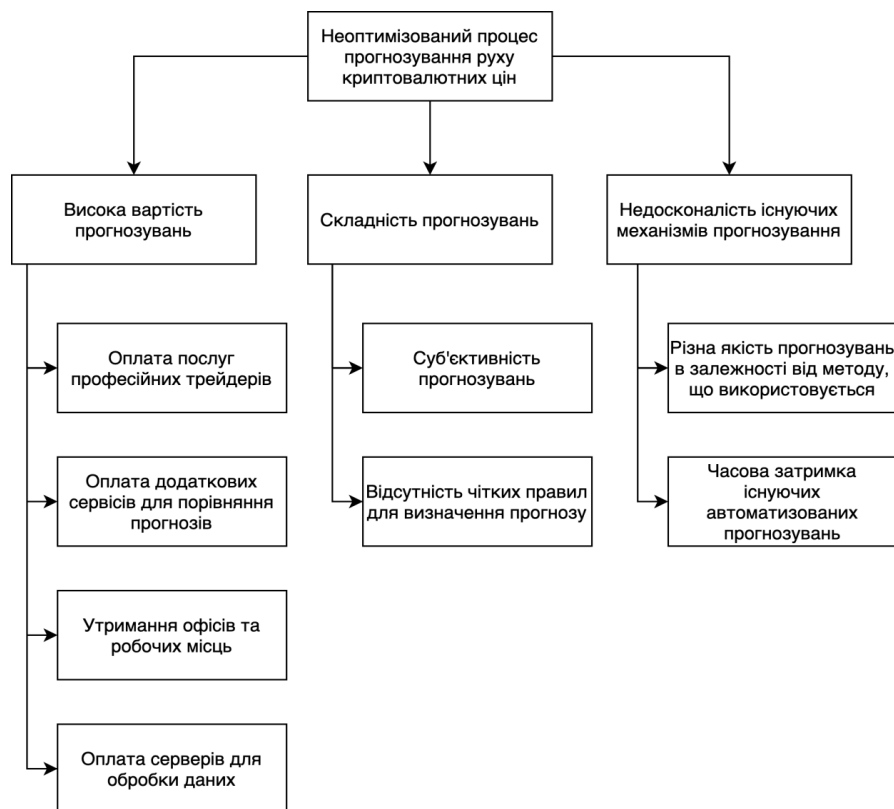 Неоптимізований процес
прогнозування руху
криптовалютних цін
Висока вартість
прогнозувань
Складність прогнозувань
Недосконалість існуючих
механізмів прогнозування
Оплата послуг
професійних трейдерів
Суб'єктивність
прогнозувань
Різна якість прогнозувань
в залежності від методу,
що використовується
Оплата додаткових
сервісів для порівняння
прогнозів
Відсутність чітких правил
для визначення прогнозу
Часова затримка
існуючих
автоматизованих
прогнозувань
Утримання офісів та
робочих місць
Оплата серверів для
обробки даних